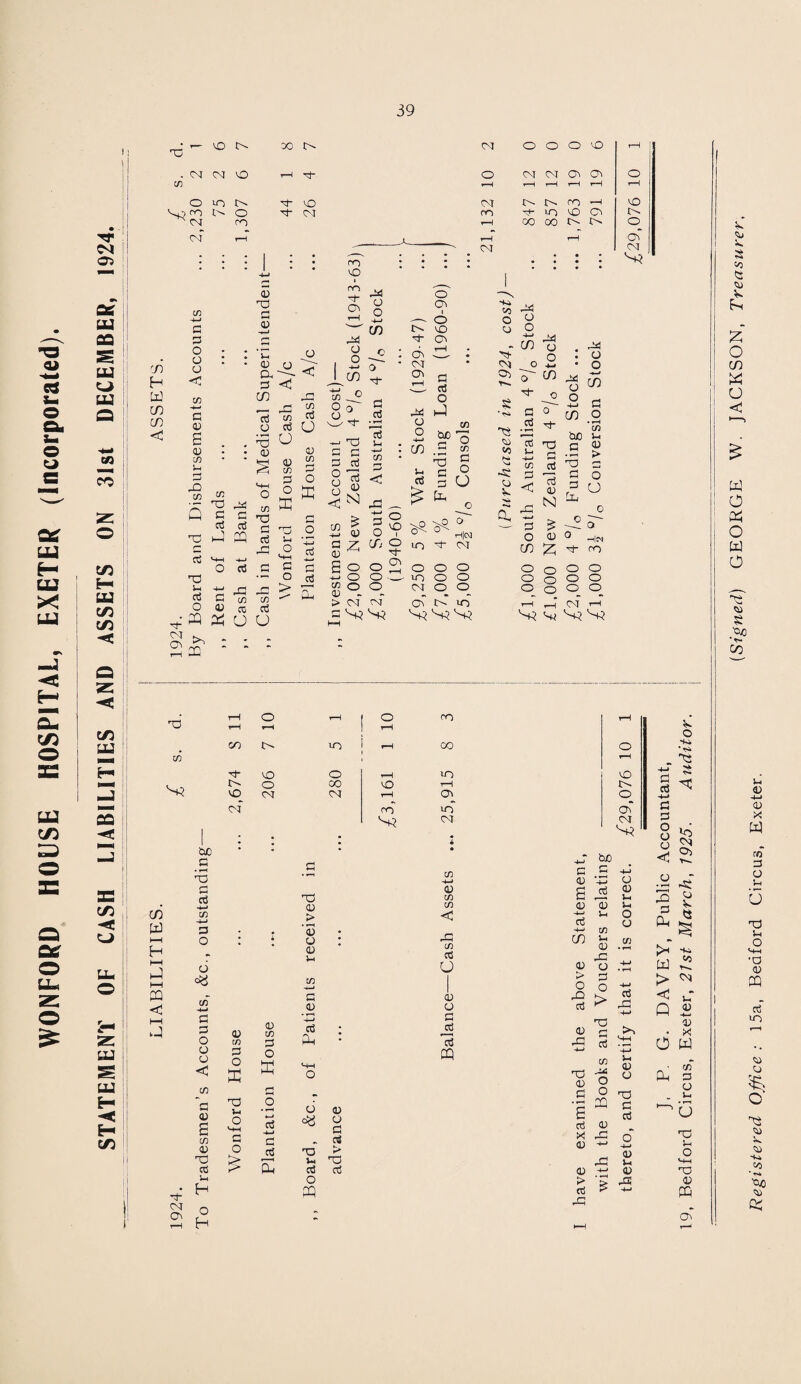 39
WONFORD HOUSE HOSPITAL, EXETER (Incorporated).
STATEMENT OF CASH LIABILITIES AND ASSETS ON 31st DECEMBER, 1924.
LIABILITIES.
1924. £ s. d.
To Tradesmen's Accounts, &c., outstanding—
Wonford House ... 2,674 8 11
Plantation House ... 206 7 10
,, Board, &c., of Patients received in
advance ... 280 5 1
£3,161 1 10
Balance—Cash Assets ... 25,915 8 3
£29,076 10 1
I have examined the above Statement,
with the Books and Vouchers relating
thereto, and certify that it is correct.
J. P. G. DAVEY, Public Accountant,
19, Bedford Circus, Exeter, 21st March, 1925. Auditor.
Registered Office: 15a, Bedford Circus, Exeter.
ASSETS.
1924. £ s. d.
By Board and Disbursements Accounts ... 2,230 2 1
,, Rent of Lands ... 75 2 6
,, Cash at Bank ... 1,307 6 7
,, Cash in hands of Medical Superintendent—
Wonford House Cash A/c ... 44 1 8
Plantation House Cash A/c ... 26 4 7
,, Investments Account (cost)—
£2,000 New Zealand 4% Stock (1943-63)
£2,000 South Australian 4% Stock
(1940-60)
£9,250 5% War Stock (1929-47) ...
£7,000 4% Funding Loan (1960-90) ...
£5,000 2½% Consols ...
21,132 10 2
(Purchased in 1924, cost)—
£1,000 South Australian 4% Stock ... 847 12 0
£1,000 New Zealand 4% Stock ... 857 12 0
£2,000 4% Funding Stock ... ... 1,763 19 0
£1,000 3½% Conversion Stock ... 791 19 6
£29,076 10 1
(Signed) GEORGE W. JACKSON, Treasurer.